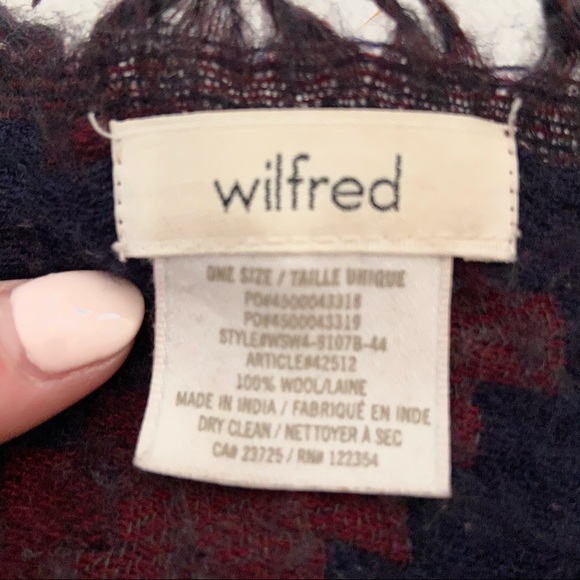 wilfred
ONE SIZE / TAILLE UNIQUE
PO#4500043318
PO#4500043319
STYLE#WSW4-8107B-44
ARTICLE#42512
100% WOOL/LAINE
MADE IN INDIA / FABRIQUÉ EN INDE
DRY CLEAN / NETTOYER À SEC
CA# 23725 / RN# 122354